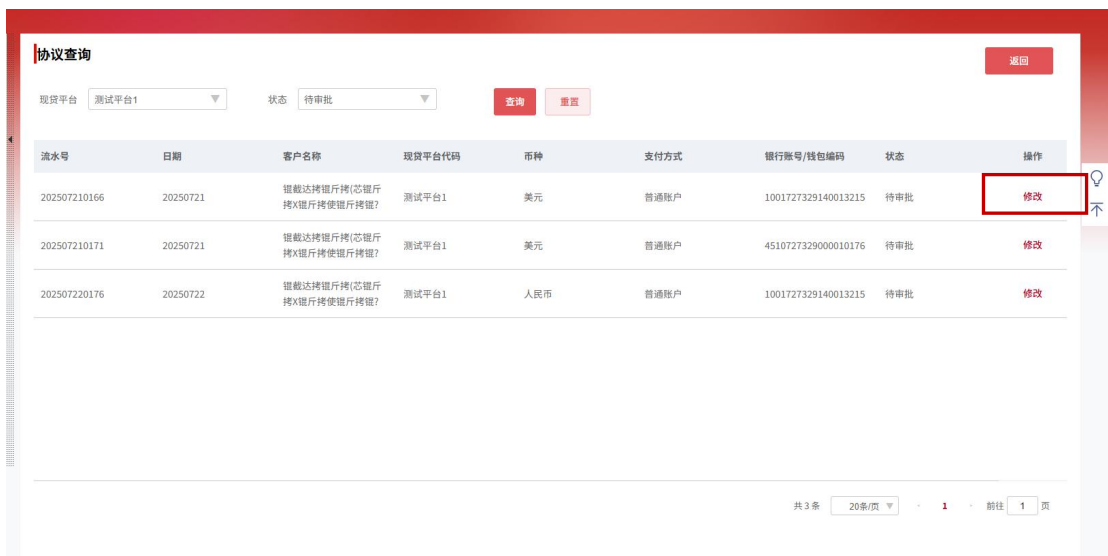 协议查询
返回
现贷平台 测试平台1 状态 待审批 查询 重置
流水号 日期 客户名称 现贷平台代码 币种 支付方式 银行账号/钱包编码 状态 操作
202507210166 20250721 锟截达拷锟斤拷(芯锟斤拷X锟斤拷使锟斤拷锟? 测试平台1 美元 普通账户 1001727329140013215 待审批 修改
202507210171 20250721 锟截达拷锟斤拷(芯锟斤拷X锟斤拷使锟斤拷锟? 测试平台1 美元 普通账户 4510727329000010176 待审批 修改
202507220176 20250722 锟截达拷锟斤拷(芯锟斤拷X锟斤拷使锟斤拷锟? 测试平台1 人民币 普通账户 1001727329140013215 待审批 修改
共 3 条 20条/页 1 前往 1 页